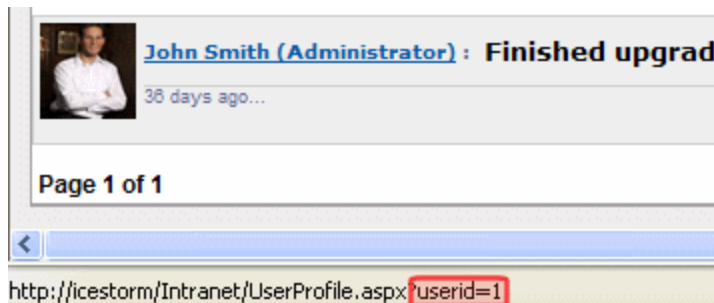 John Smith (Administrator) : Finished upgrad
36 days ago...
Page 1 of 1
http://icestorm/Intranet/UserProfile.aspx?userid=1